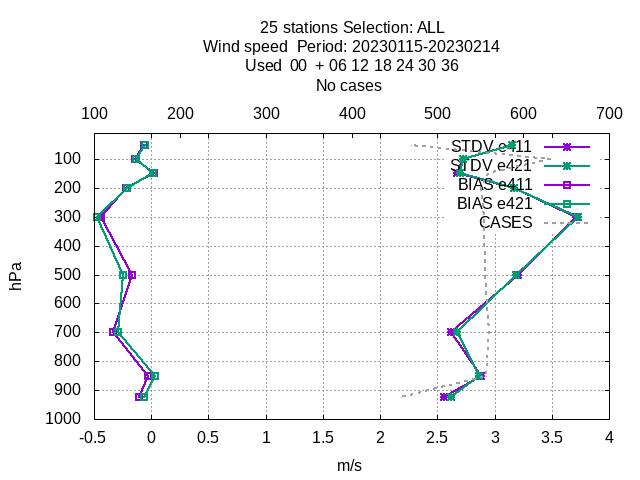 25 stations Selection: ALL
Wind speed  Period: 20230115-20230214
Used  00  + 06 12 18 24 30 36
No cases
100 200 300 400 500 600 700
STDV e411
STDV e421
BIAS e411
BIAS e421
CASES
hPa
100
200
300
400
500
600
700
800
900
1000
-0.5 0 0.5 1 1.5 2 2.5 3 3.5 4
m/s